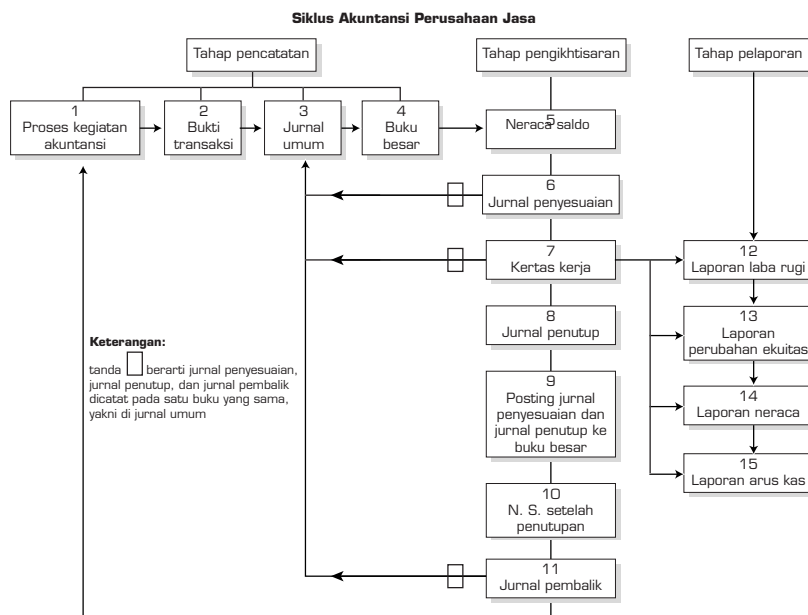 Siklus Akuntansi Perusahaan Jasa
Tahap pencatatan
Tahap pengikhtisaran
Tahap pelaporan
1
Proses kegiatan
akuntansi
2
Bukti
transaksi
3
Jurnal
umum
4
Buku
besar
5
Neraca saldo
6
Jurnal penyesuaian
7
Kertas kerja
8
Jurnal penutup
9
Posting jurnal
penyesuaian dan
jurnal penutup ke
buku besar
10
N. S. setelah
penutupan
11
Jurnal pembalik
12
Laporan laba rugi
13
Laporan
perubahan ekuitas
14
Laporan neraca
15
Laporan arus kas
Keterangan:
tanda berarti jurnal penyesuaian,
jurnal penutup, dan jurnal pembalik
dicatat pada satu buku yang sama,
yakni di jurnal umum